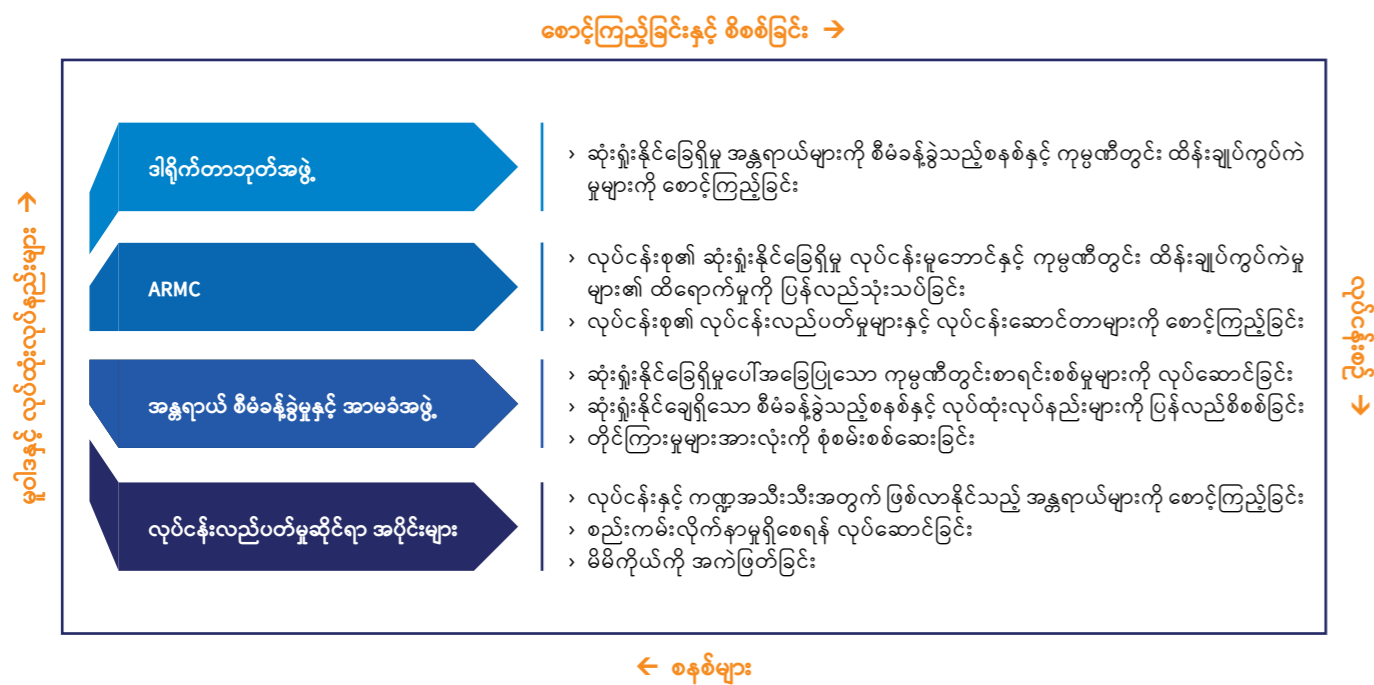 စောင့်ကြည့်ခြင်းနှင့် စိစစ်ခြင်း →
မူဝါဒနှင့် လုပ်ထုံးလုပ်နည်းများ →
ဒါရိုက်တာဘုတ်အဖွဲ့
› ဆုံးရှုံးနိုင်ခြေရှိမှု အန္တရာယ်များကို စီမံခန့်ခွဲသည့်စနစ်နှင့် ကုမ္ပဏီတွင်း ထိန်းချုပ်ကွပ်ကဲ
မှုများကို စောင့်ကြည့်ခြင်း
ARMC
› လုပ်ငန်းစု၏ ဆုံးရှုံးနိုင်ခြေရှိမှု လုပ်ငန်းမူဘောင်နှင့် ကုမ္ပဏီတွင်း ထိန်းချုပ်ကွပ်ကဲမှု
များ၏ ထိရောက်မှုကို ပြန်လည်သုံးသပ်ခြင်း
› လုပ်ငန်းစု၏ လုပ်ငန်းလည်ပတ်မှုများနှင့် လုပ်ငန်းဆောင်တာများကို စောင့်ကြည့်ခြင်း
အန္တရာယ် စီမံခန့်ခွဲမှုနှင့် အာမခံအဖွဲ့
› ဆုံးရှုံးနိုင်ခြေရှိမှုပေါ်အခြေပြုသော ကုမ္ပဏီတွင်းစာရင်းစစ်မှုများကို လုပ်ဆောင်ခြင်း
› ဆုံးရှုံးနိုင်ချေရှိသော စီမံခန့်ခွဲသည့်စနစ်နှင့် လုပ်ထုံးလုပ်နည်းများကို ပြန်လည်စိစစ်ခြင်း
› တိုင်ကြားမှုများအားလုံးကို စုံစမ်းစစ်ဆေးခြင်း
လုပ်ငန်းလည်ပတ်မှုဆိုင်ရာ အပိုင်းများ
› လုပ်ငန်းနှင့် ကဏ္ဍအသီးသီးအတွက် ဖြစ်လာနိုင်သည့် အန္တရာယ်များကို စောင့်ကြည့်ခြင်း
› စည်းကမ်းလိုက်နာမှုရှိစေရန် လုပ်ဆောင်ခြင်း
› မိမိကိုယ်ကို အကဲဖြတ်ခြင်း
လုပ်ငန်းစဉ် →
← စနစ်များ